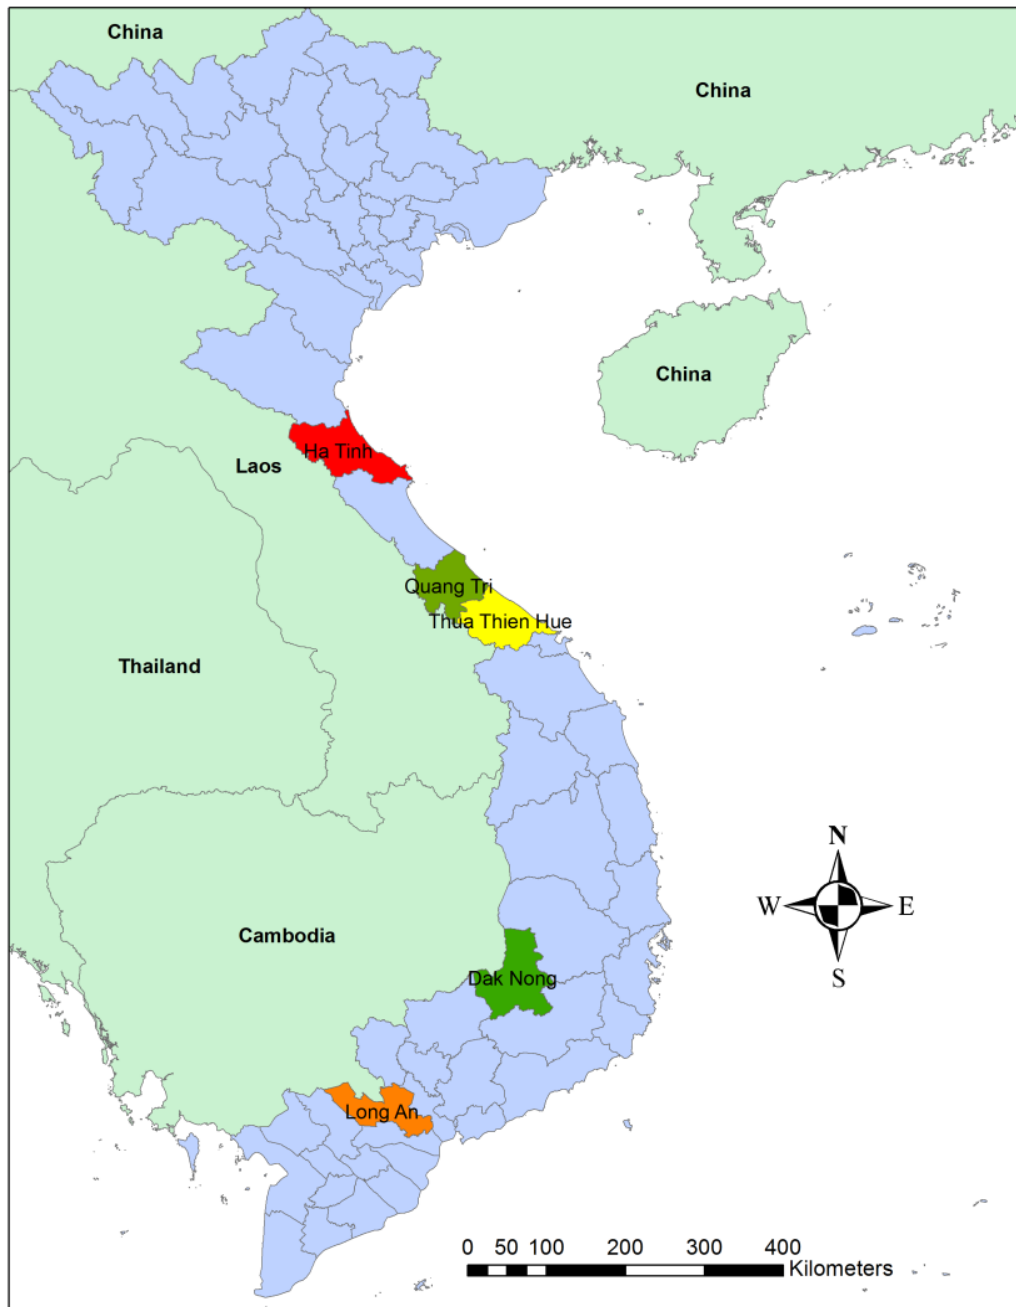 China
China
China
Ha Tinh
Laos
Quang Tri
Thua Thien Hue
Thailand
N
W
E
S
Cambodia
Dak Nong
Long An
0 50 100 200 300 400
Kilometers